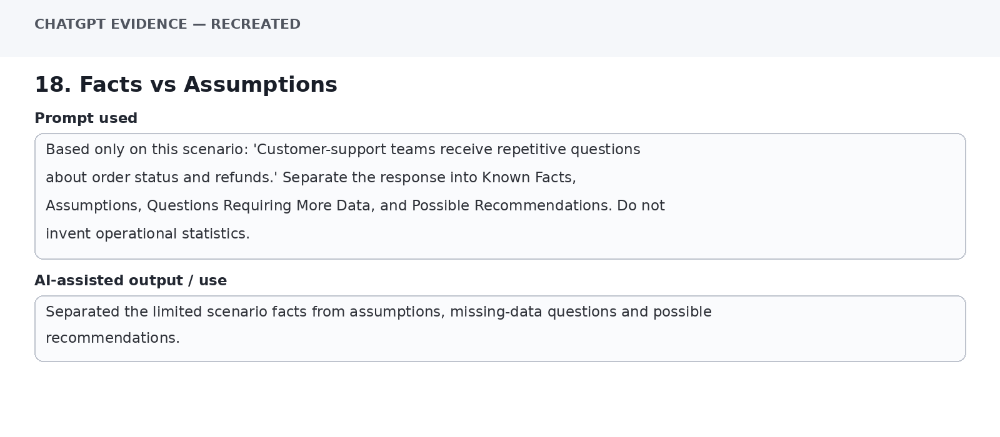 CHATGPT EVIDENCE — RECREATED
18. Facts vs Assumptions
Prompt used
Based only on this scenario: 'Customer-support teams receive repetitive questions
about order status and refunds.' Separate the response into Known Facts,
Assumptions, Questions Requiring More Data, and Possible Recommendations. Do not
invent operational statistics.
AI-assisted output / use
Separated the limited scenario facts from assumptions, missing-data questions and possible
recommendations.